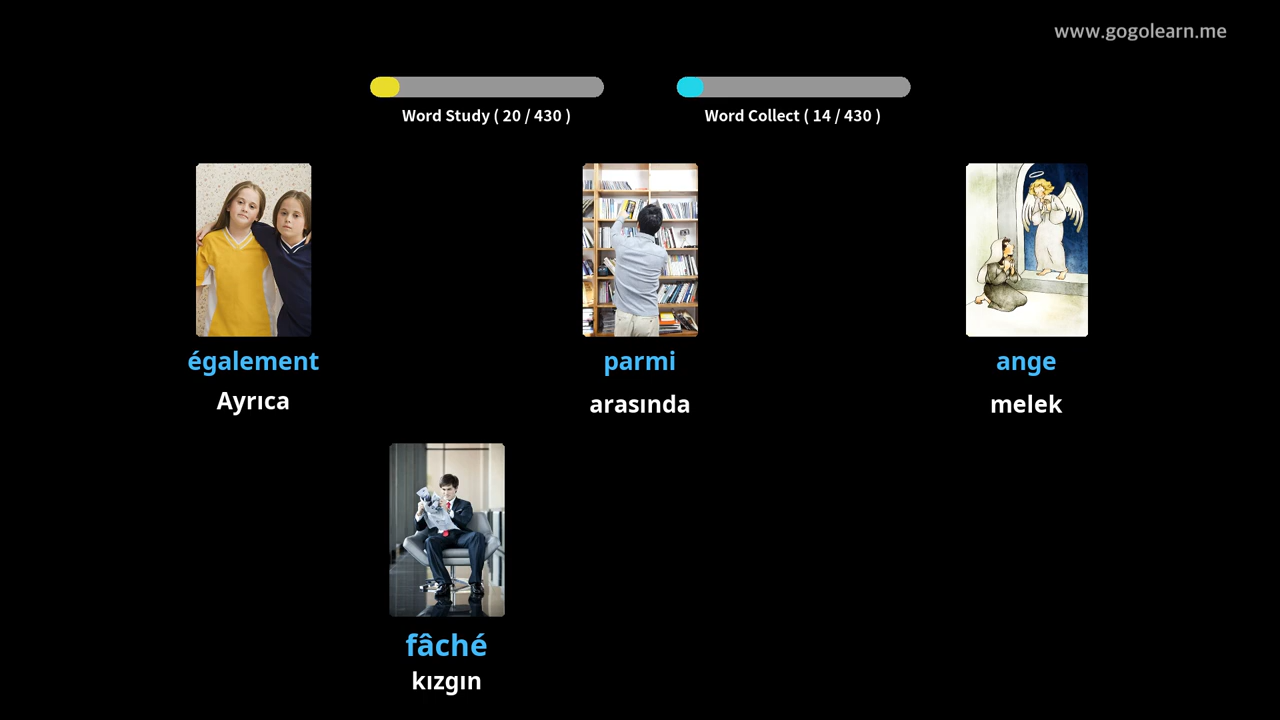 www.gogolearn.me
Word Study ( 20 / 430 )
Word Collect ( 14 / 430 )
également
parmi
ange
Ayrıca
arasında
melek
fâché
kızgın